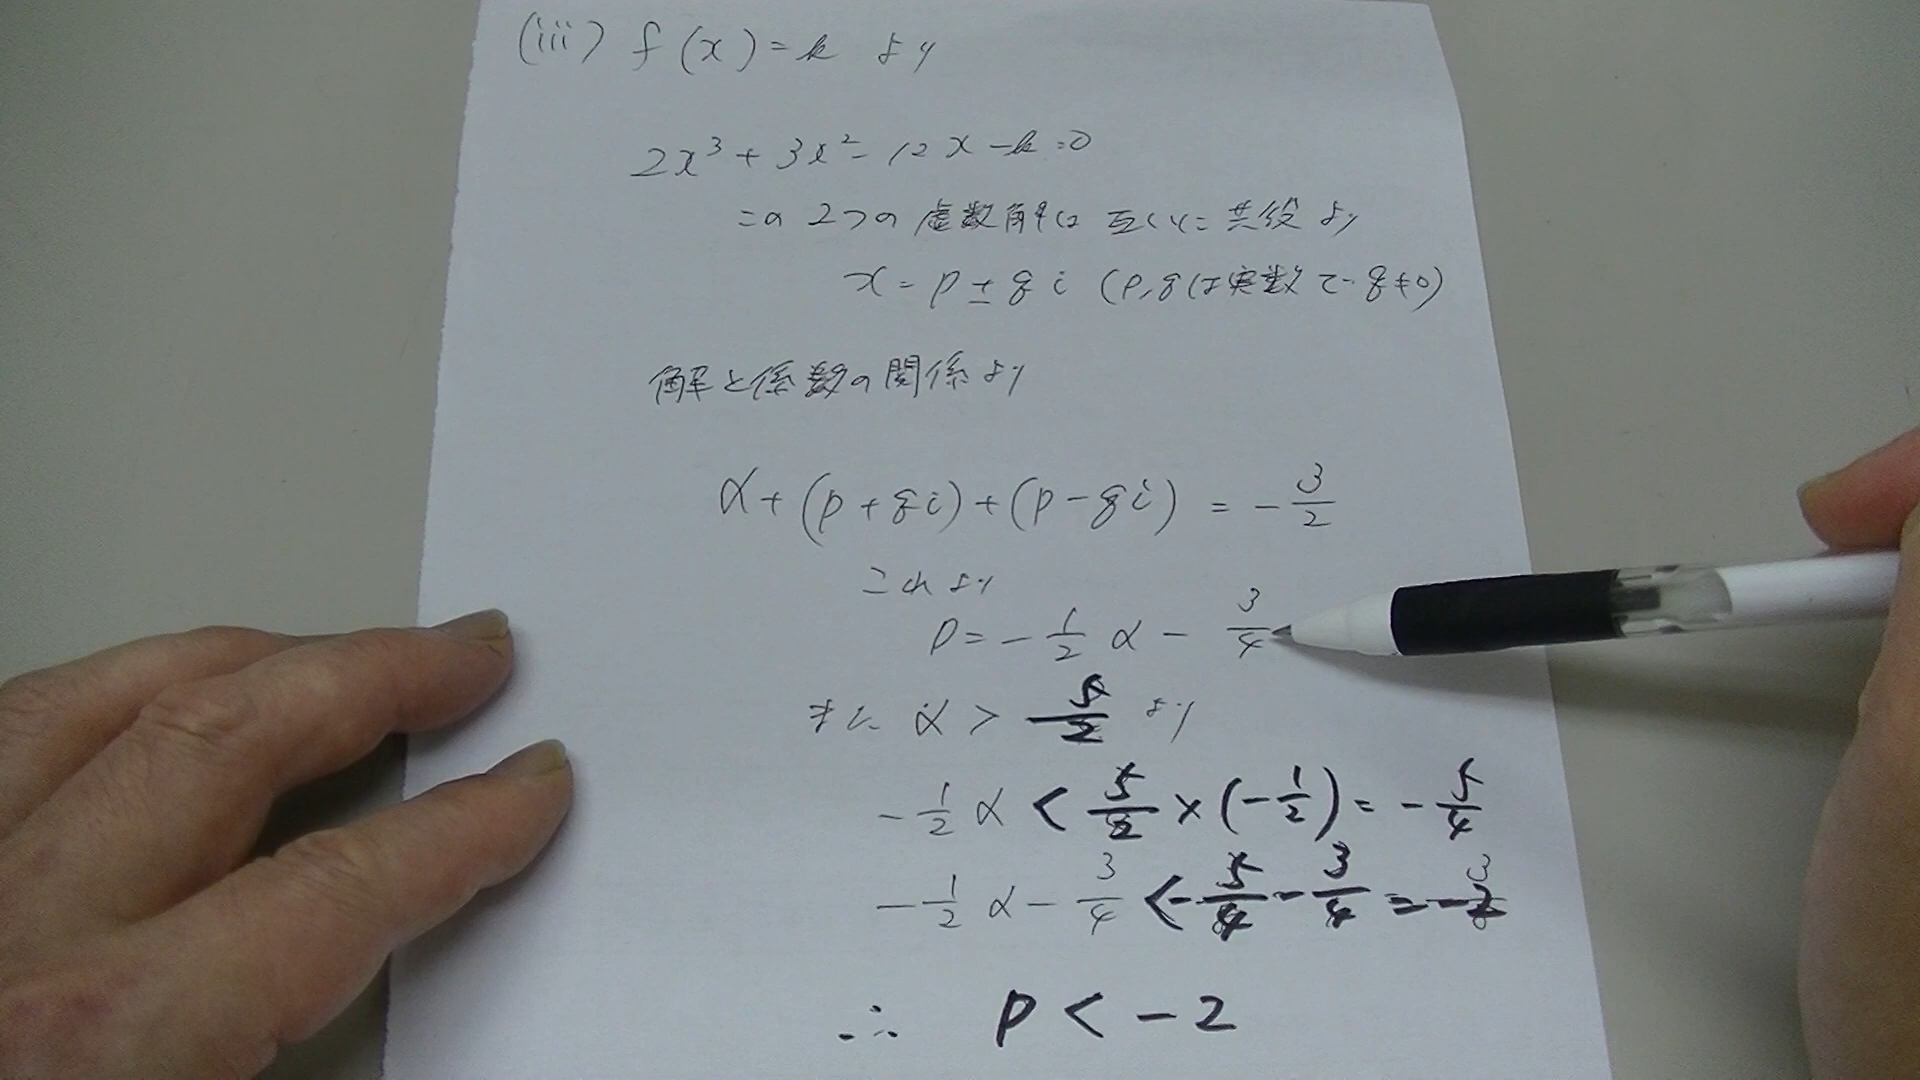 (iii) f(x)=k より
2x³+3x²-12x-k=0
この2つの虚数解は互いに共役より
x=p±qi (p,qは実数で q≠0)
解と係数の関係より
α+(p+qi)+(p-qi)=-3/2
これより
p=-1/2 α-3/4
また α>5/2 より
-1/2 α<5/2×(-1/2)=-5/4
-1/2 α-3/4<-5/4-3/4=-2
∴ p<-2